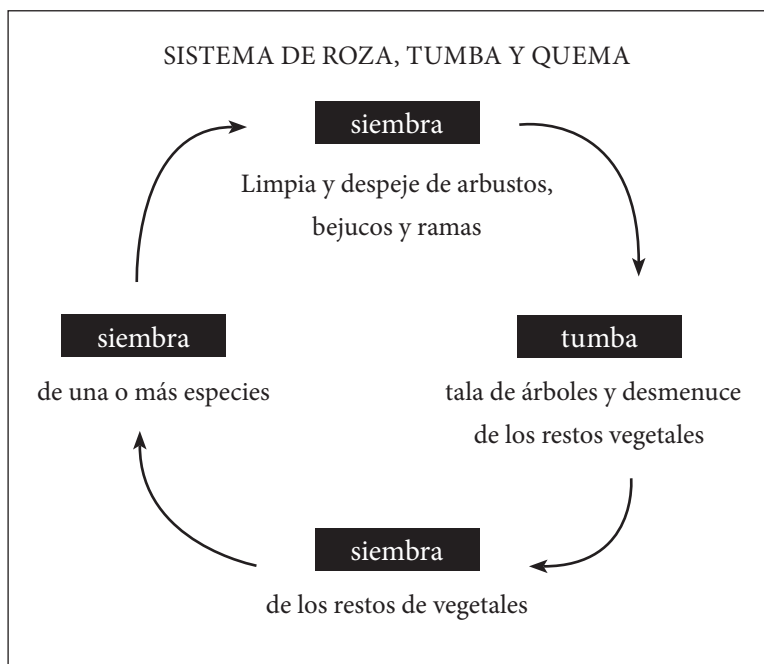 SISTEMA DE ROZA, TUMBA Y QUEMA
siembra
Limpia y despeje de arbustos,
bejucos y ramas
tumba
tala de árboles y desmenuce
de los restos vegetales
siembra
de los restos de vegetales
siembra
de una o más especies